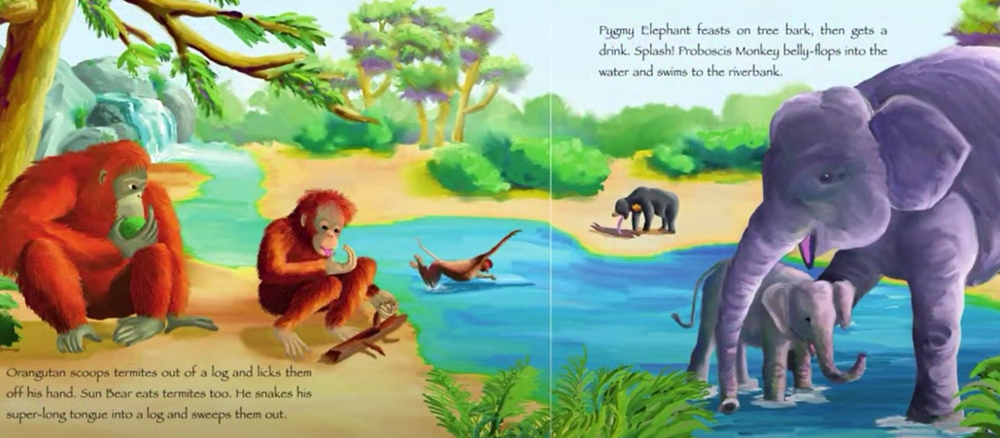 Orangutan scoops termites out of a log and licks them
off his hand. Sun Bear eats termites too. He snakes his
super-long tongue into a log and sweeps them out.
Pygmy Elephant feasts on tree bark, then gets a
drink. Splash! Proboscis Monkey belly-flops into the
water and swims to the riverbank.